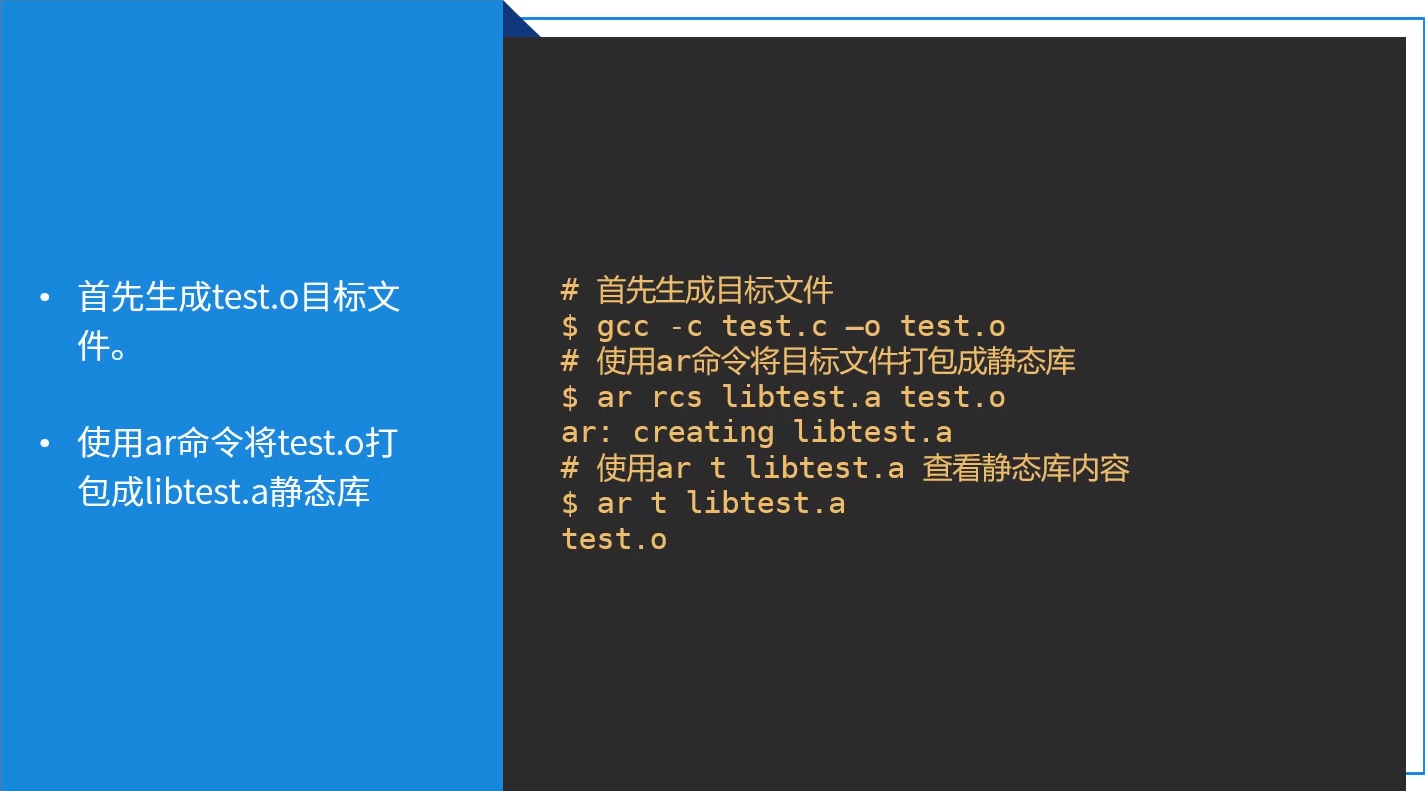 • 首先生成test.o目标文
件。
• 使用ar命令将test.o打
包成libtest.a静态库
# 首先生成目标文件
$ gcc -c test.c –o test.o
# 使用ar命令将目标文件打包成静态库
$ ar rcs libtest.a test.o
ar: creating libtest.a
# 使用ar t libtest.a 查看静态库内容
$ ar t libtest.a
test.o